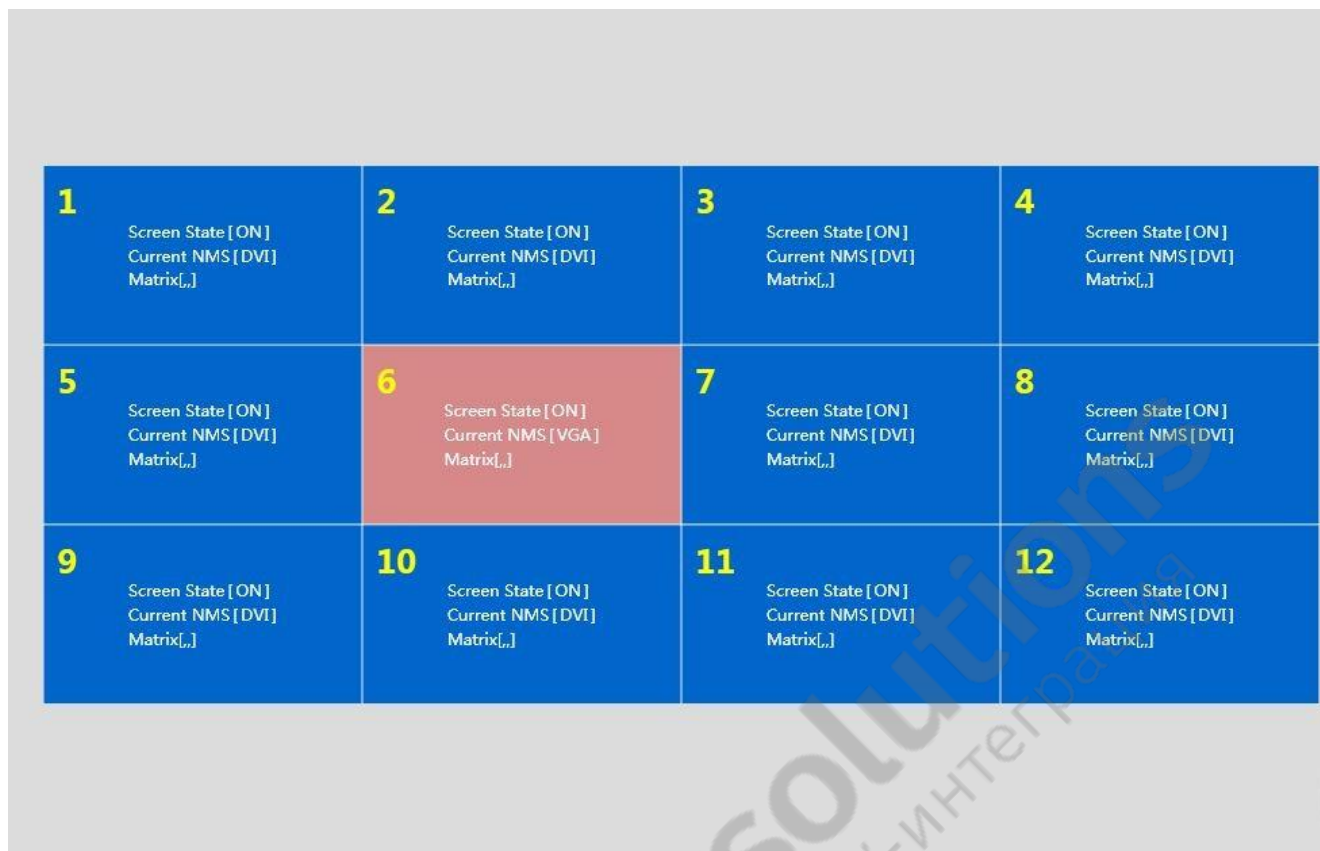 1
Screen State [ON]
Current NMS [DVI]
Matrix[,,]
2
Screen State [ON]
Current NMS [DVI]
Matrix[,,]
3
Screen State [ON]
Current NMS [DVI]
Matrix[,,]
4
Screen State [ON]
Current NMS [DVI]
Matrix[,,]
5
Screen State [ON]
Current NMS [DVI]
Matrix[,,]
6
Screen State [ON]
Current NMS [VGA]
Matrix[,,]
7
Screen State [ON]
Current NMS [DVI]
Matrix[,,]
8
Screen State [ON]
Current NMS [DVI]
Matrix[,,]
9
Screen State [ON]
Current NMS [DVI]
Matrix[,,]
10
Screen State [ON]
Current NMS [DVI]
Matrix[,,]
11
Screen State [ON]
Current NMS [DVI]
Matrix[,,]
12
Screen State [ON]
Current NMS [DVI]
Matrix[,,]
solutions
-интеграция